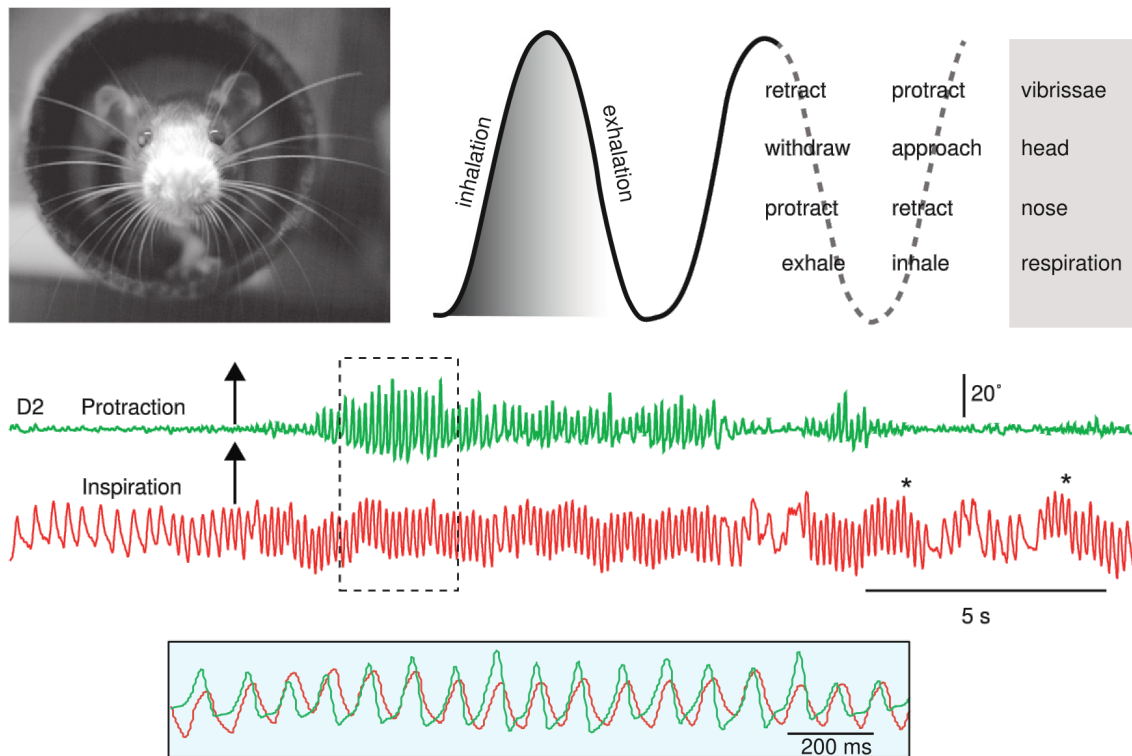 inhalation
exhalation
retract protract vibrissae
withdraw approach head
protract retract nose
exhale inhale respiration
D2 Protraction
20°
Inspiration
* *
5 s
200 ms